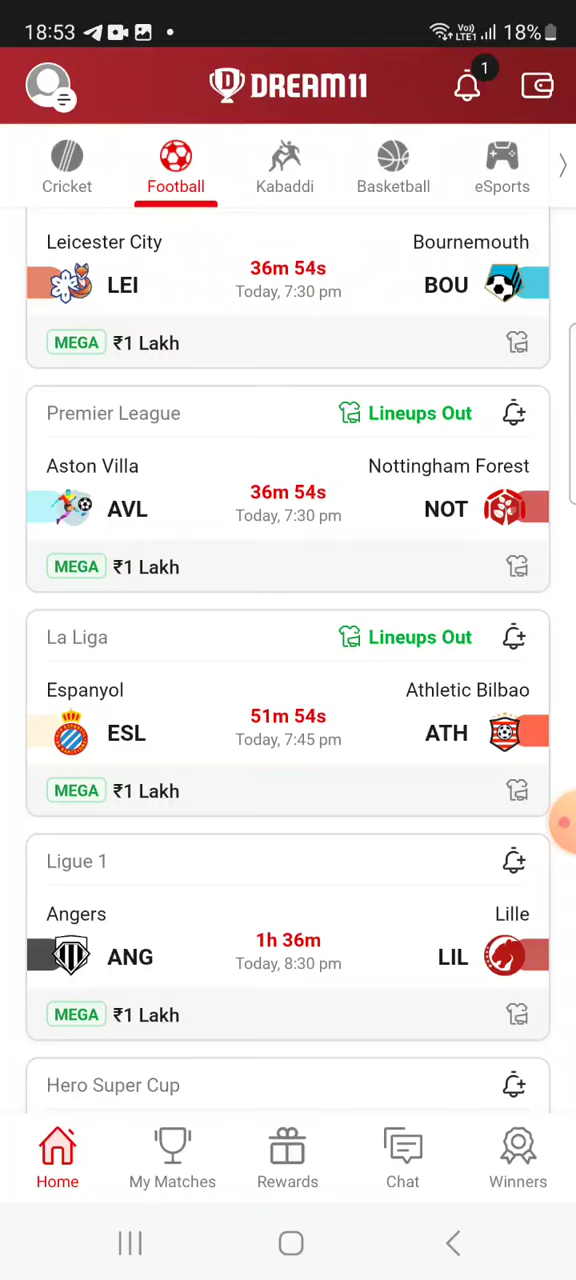 18:53 Vo)) LTE1 18%
DREAM11 1
Cricket Football Kabaddi Basketball eSports
Leicester City Bournemouth
LEI 36m 54s BOU
Today, 7:30 pm
MEGA ₹1 Lakh
Premier League Lineups Out
Aston Villa Nottingham Forest
AVL 36m 54s NOT
Today, 7:30 pm
MEGA ₹1 Lakh
La Liga Lineups Out
Espanyol Athletic Bilbao
ESL 51m 54s ATH
Today, 7:45 pm
MEGA ₹1 Lakh
Ligue 1
Angers Lille
ANG 1h 36m LIL
Today, 8:30 pm
MEGA ₹1 Lakh
Hero Super Cup
Home My Matches Rewards Chat Winners